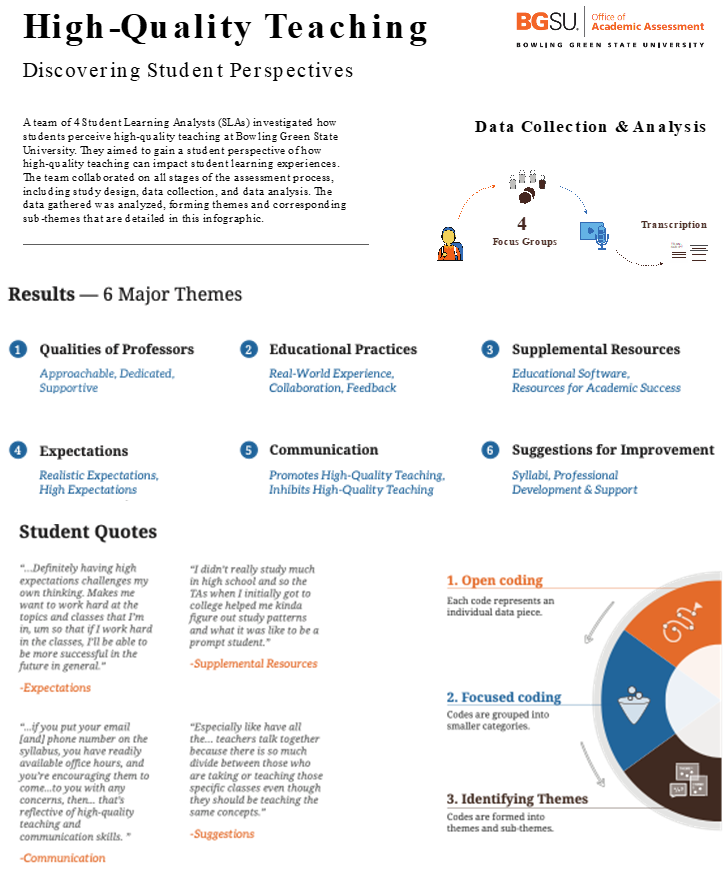 High-Quality Teaching
Discovering Student Perspectives
BGSU. Office of
Academic Assessment
BOWLING GREEN STATE UNIVERSITY
A team of 4 Student Learning Analysts (SLAs) investigated how
students perceive high-quality teaching at Bowling Green State
University. They aimed to gain a student perspective of how
high-quality teaching can impact student learning experiences.
The team collaborated on all stages of the assessment process,
including study design, data collection, and data analysis. The
data gathered was analyzed, forming themes and corresponding
sub-themes that are detailed in this infographic.
Data Collection & Analysis
4
Focus Groups
Transcription
Results — 6 Major Themes
1 Qualities of Professors
Approachable, Dedicated,
Supportive
2 Educational Practices
Real-World Experience,
Collaboration, Feedback
3 Supplemental Resources
Educational Software,
Resources for Academic Success
4 Expectations
Realistic Expectations,
High Expectations
5 Communication
Promotes High-Quality Teaching,
Inhibits High-Quality Teaching
6 Suggestions for Improvement
Syllabi, Professional
Development & Support
Student Quotes
"...Definitely having high
expectations challenges my
own thinking. Makes me
want to work hard at the
topics and classes that I'm
in, um so that if I work hard
in the classes, I'll be able to
be more successful in the
future in general."
-Expectations
"I didn't really study much
in high school and so the
TAs when I initially got to
college helped me kinda
figure out study patterns
and what it was like to be a
prompt student."
-Supplemental Resources
"...if you put your email
[and] phone number on the
syllabus, you have readily
available office hours, and
you're encouraging them to
come...to you with any
concerns, then... that's
reflective of high-quality
teaching and
communication skills. "
-Communication
"Especially like have all
the... teachers talk together
because there is so much
divide between those who
are taking or teaching those
specific classes even though
they should be teaching the
same concepts."
-Suggestions
1. Open coding
Each code represents an
individual data piece.
2. Focused coding
Codes are grouped into
smaller categories.
3. Identifying Themes
Codes are formed into
themes and sub-themes.